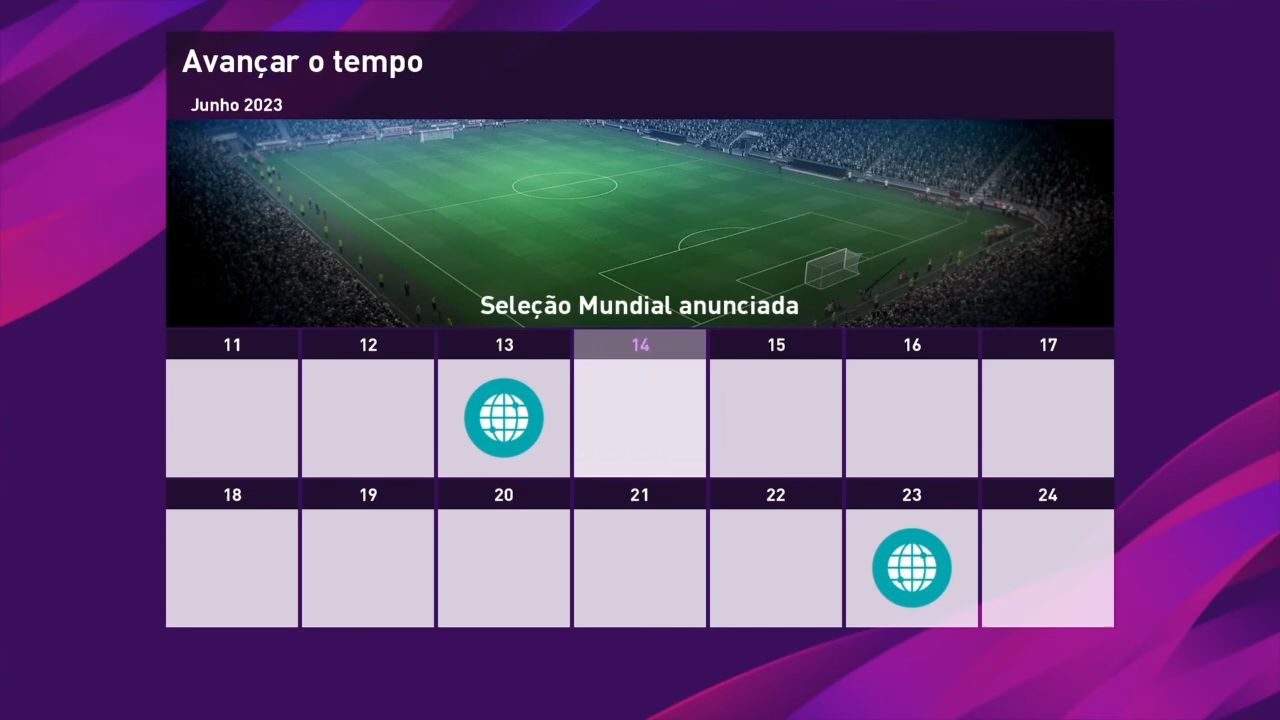 Avançar o tempo
Junho 2023
Seleção Mundial anunciada
11 12 13 14 15 16 17
18 19 20 21 22 23 24